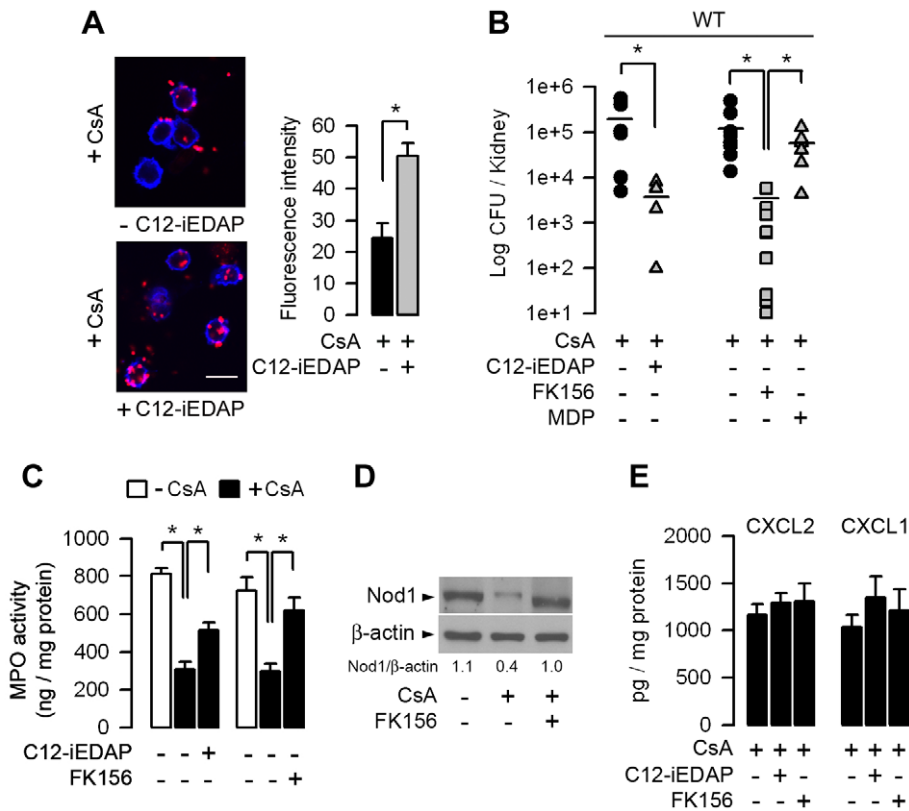 A
+ CsA
- C12-iEDAP
+ CsA
+ C12-iEDAP
Fluorescence intensity
60
50
40
30
20
10
0
*
CsA + +
C12-iEDAP - +
B
WT
Log CFU / Kidney
1e+6
1e+5
1e+4
1e+3
1e+2
1e+1
* * *
CsA + + + + +
C12-iEDAP - + - - -
FK156 - - - + -
MDP - - - - +
C
- CsA + CsA
MPO activity
(ng / mg protein)
1000
800
600
400
200
0
* * * *
C12-iEDAP - - + - - -
FK156 - - - - - +
D
Nod1
β-actin
Nod1/β-actin 1.1 0.4 1.0
CsA - + +
FK156 - - +
E
CXCL2 CXCL1
pg / mg protein
2000
1500
1000
500
0
CsA + + + + + +
C12-iEDAP - + - - + -
FK156 - - + - - +